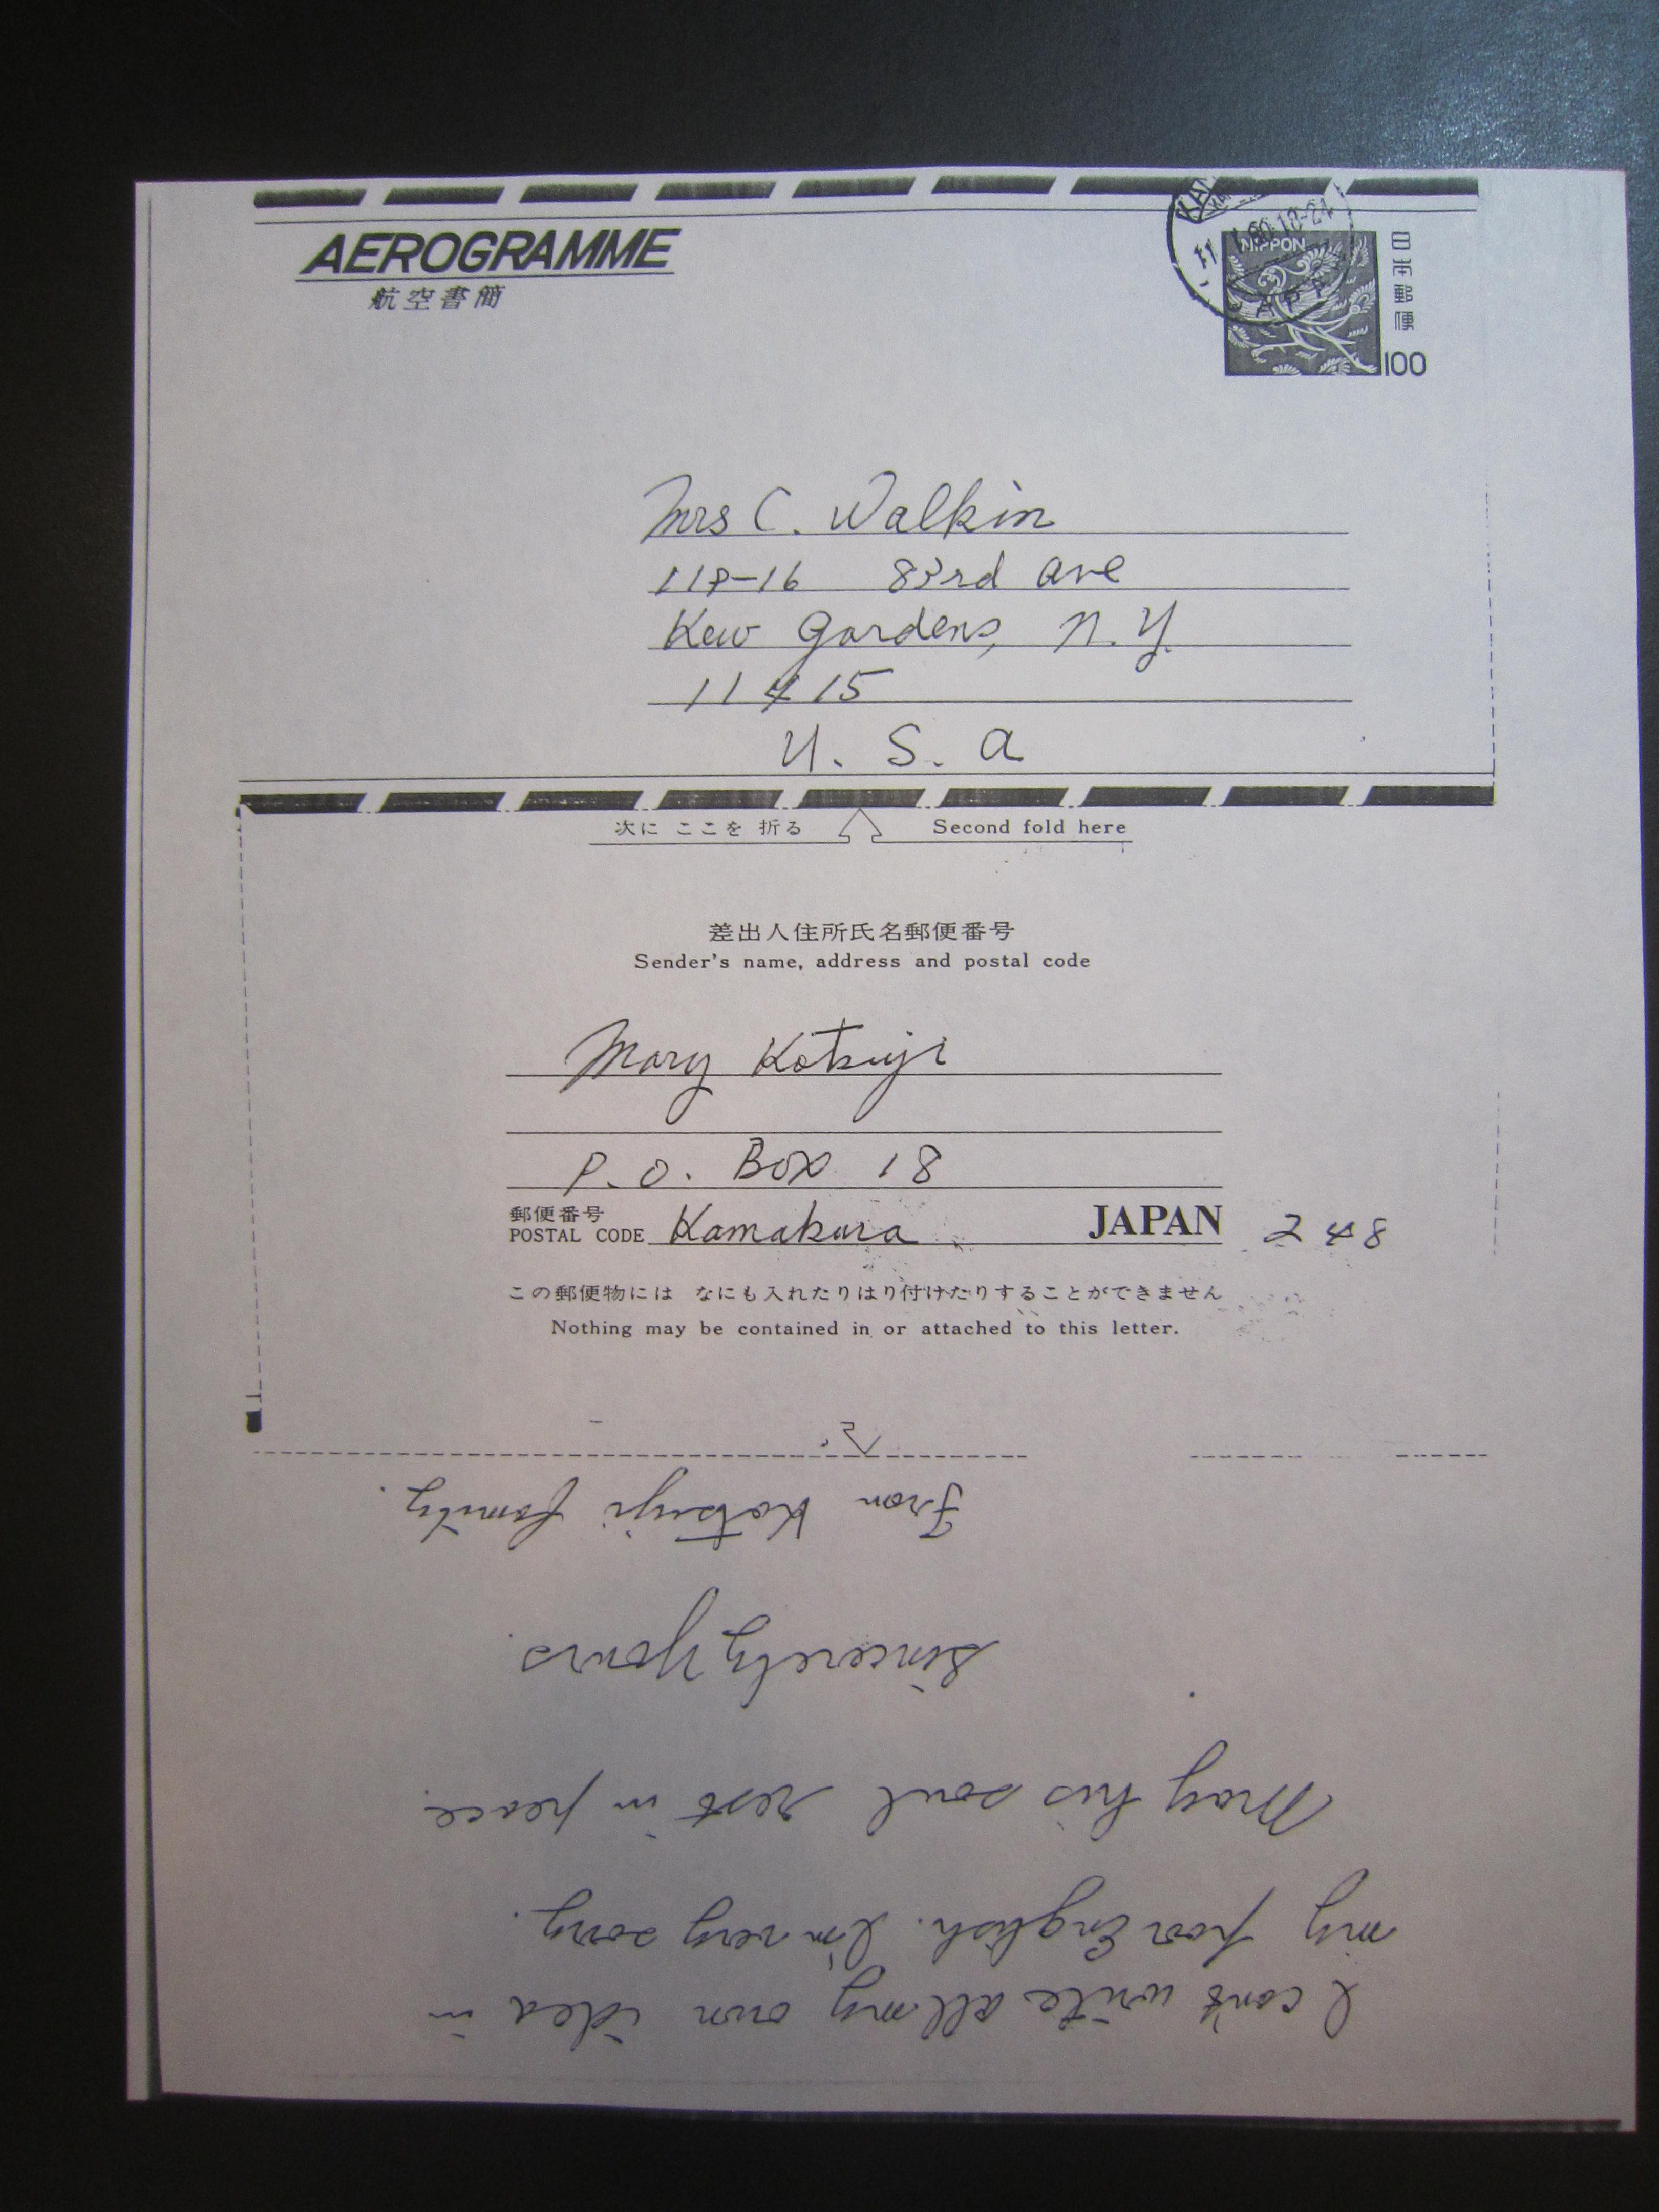 AEROGRAMME
航空書簡
NIPPON
日本郵便
100
Mrs C. Walkin
118-16 83rd ave
Kew Gardens, N.Y.
11415
U. S. a
次に ここを 折る Second fold here
差出人住所氏名郵便番号
Sender's name, address and postal code
Mary Kotsuji
P.O. Box 18
郵便番号
POSTAL CODE Kamakura JAPAN 248
この郵便物には なにも入れたりはり付けたりすることができません
Nothing may be contained in or attached to this letter.
I can't write all my own idea in
my poor English. I'm very sorry.
May his soul rest in peace.
Sincerely Yours.
From Kotsuji family.